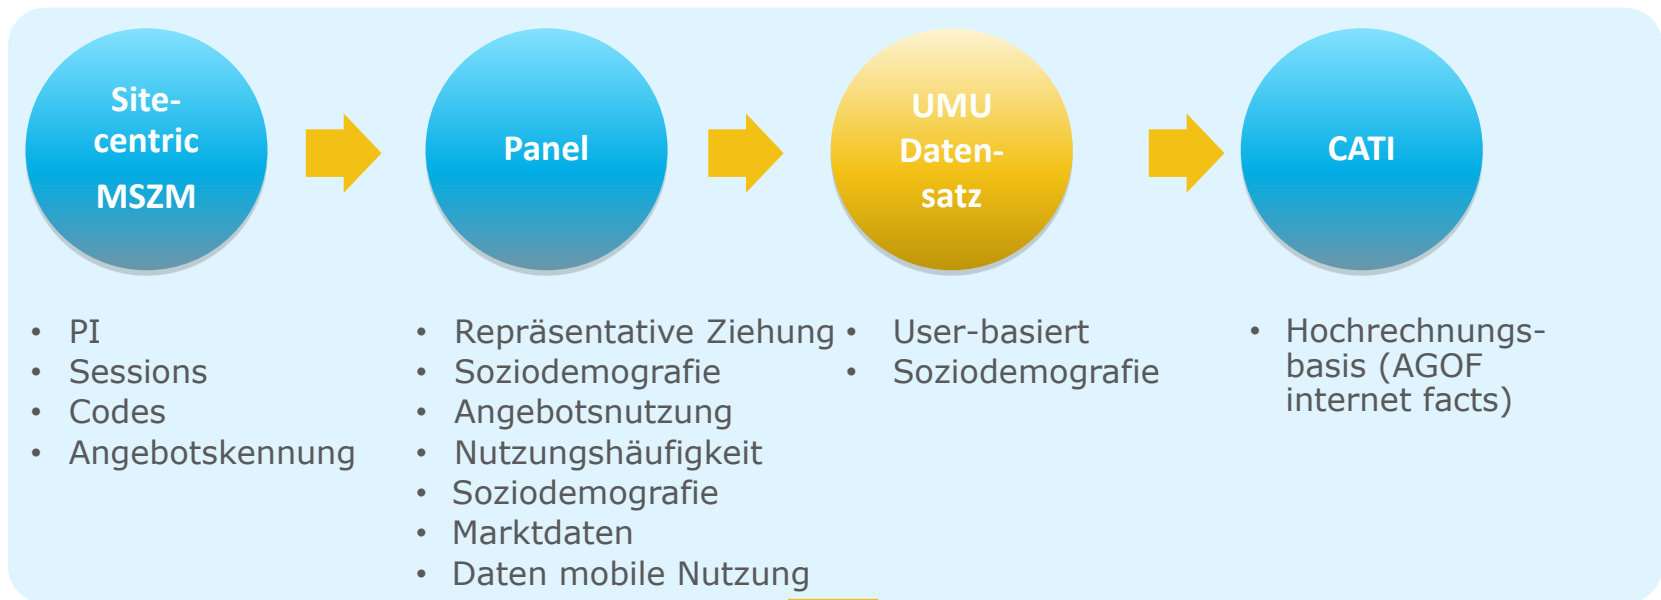 Site-
centric
MSZM
Panel
UMU
Daten-
satz
CATI
• PI
• Sessions
• Codes
• Angebotskennung
• Repräsentative Ziehung
• Soziodemografie
• Angebotsnutzung
• Nutzungshäufigkeit
• Soziodemografie
• Marktdaten
• Daten mobile Nutzung
• User-basiert
• Soziodemografie
• Hochrechnungs-
basis (AGOF
internet facts)